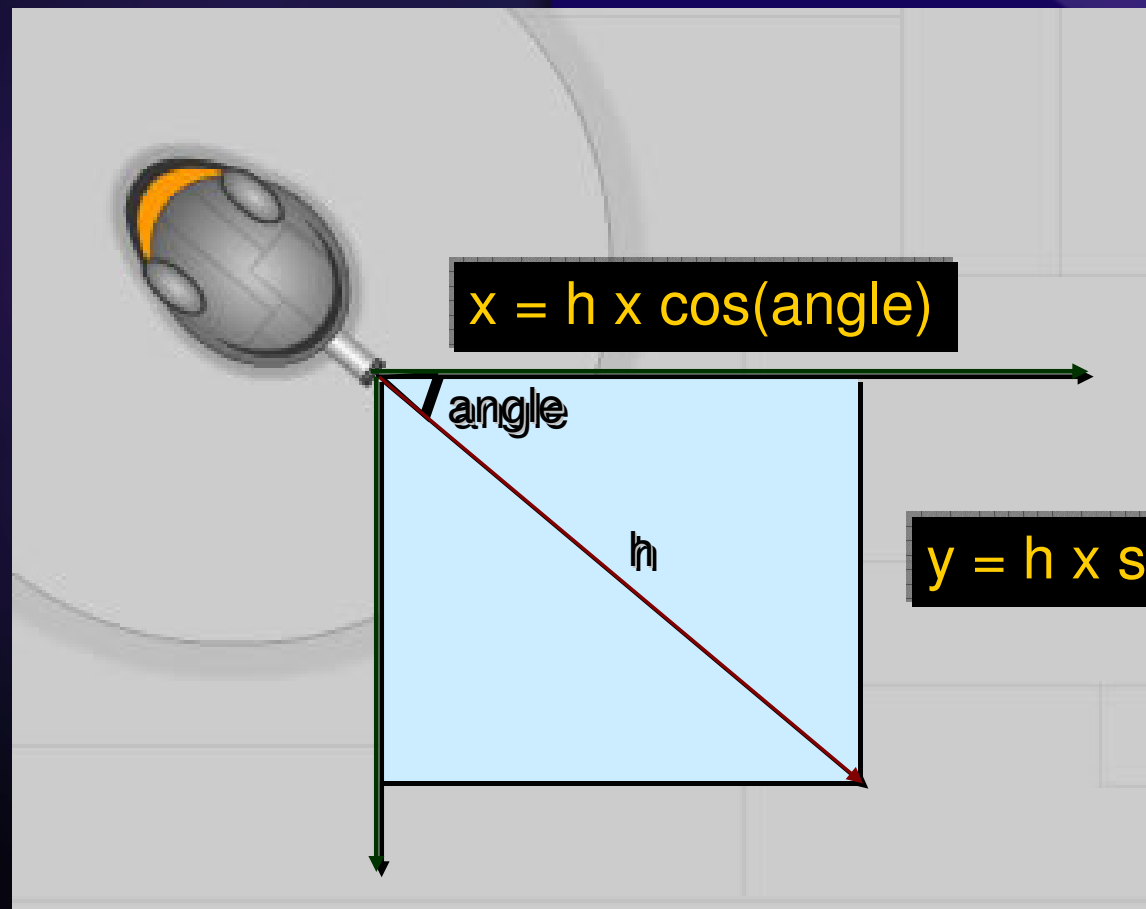 x = h x cos(angle)
angle
h
y = h x s